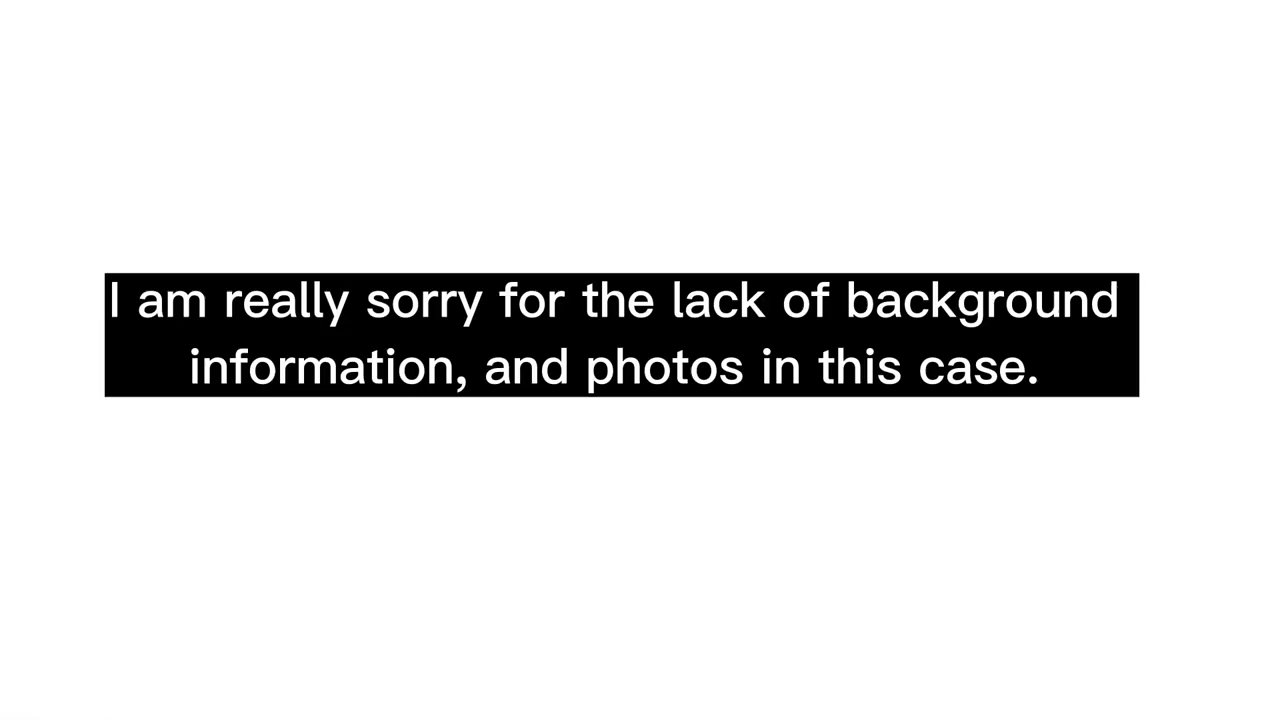 I am really sorry for the lack of background
information, and photos in this case.